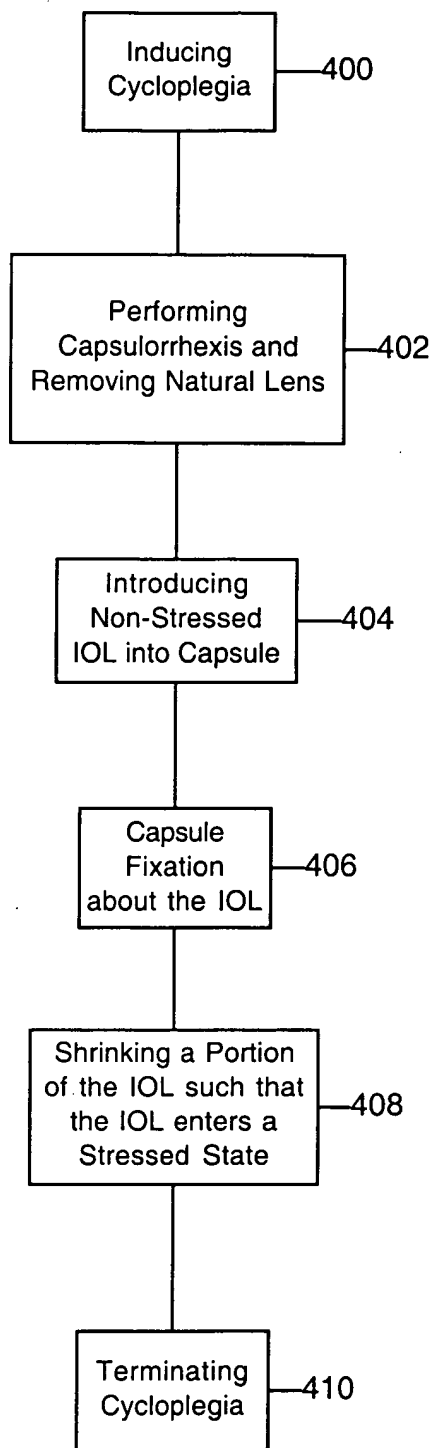 Inducing
Cycloplegia
400
Performing
Capsulorrhexis and
Removing Natural Lens
402
Introducing
Non-Stressed
IOL into Capsule
404
Capsule
Fixation
about the IOL
406
Shrinking a Portion
of the IOL such that
the IOL enters a
Stressed State
408
Terminating
Cycloplegia
410